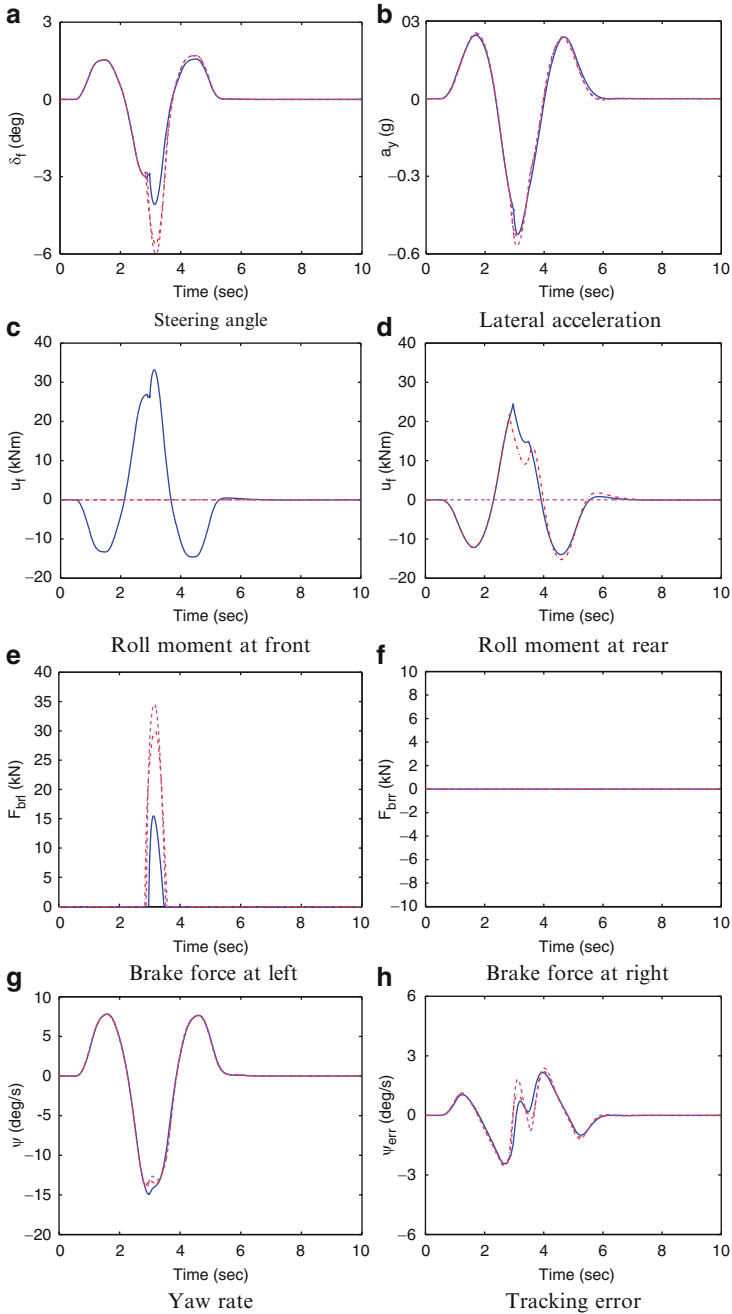 a
3
0
−3
−6
δf (deg)
0 2 4 6 8 10
Time (sec)
Steering angle
b
03
0
−0.3
−0.6
ay (g)
0 2 4 6 8 10
Time (sec)
Lateral acceleration
c
40
30
20
10
0
−10
−20
uf (kNm)
0 2 4 6 8 10
Time (sec)
Roll moment at front
d
40
30
20
10
0
−10
−20
uf (kNm)
0 2 4 6 8 10
Time (sec)
Roll moment at rear
e
40
35
30
25
20
15
10
5
0
Fbrl (kN)
0 2 4 6 8 10
Time (sec)
Brake force at left
f
10
8
6
4
2
0
−2
−4
−6
−8
−10
Fbrr (kN)
0 2 4 6 8 10
Time (sec)
Brake force at right
g
10
5
0
−5
−10
−15
−20
ψ (deg/s)
0 2 4 6 8 10
Time (sec)
Yaw rate
h
6
3
0
−3
−6
ψerr (deg/s)
0 2 4 6 8 10
Time (sec)
Tracking error